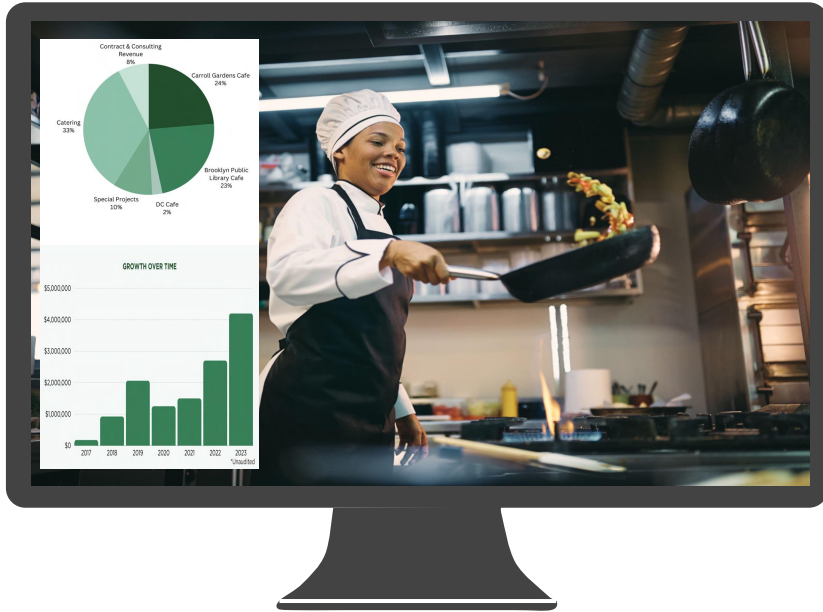 Contract & Consulting
Revenue
8%
Carroll Gardens Cafe
24%
Catering
33%
Brooklyn Public
Library Cafe
23%
Special Projects
10%
DC Cafe
2%
GROWTH OVER TIME
$5,000,000
$4,000,000
$3,000,000
$2,000,000
$1,000,000
$0
2017 2018 2019 2020 2021 2022 2023
*Unaudited